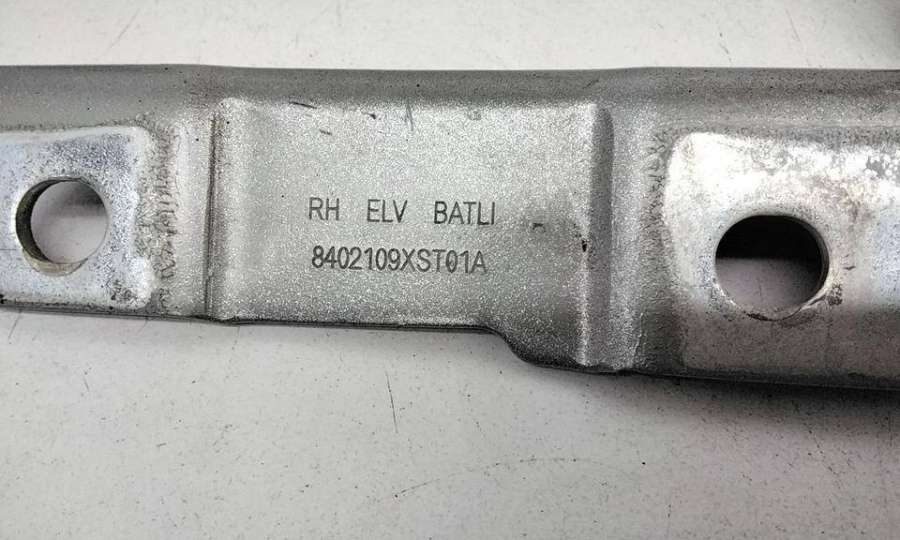 RH ELV BATLI
8402109XST01A